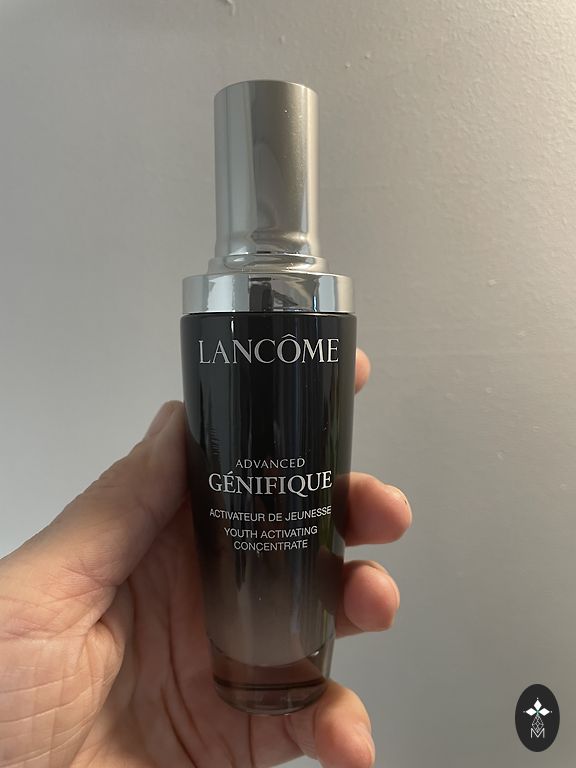 LANCÔME
ADVANCED
GÉNIFIQUE
ACTIVATEUR DE JEUNESSE
YOUTH ACTIVATING
CONCENTRATE
M